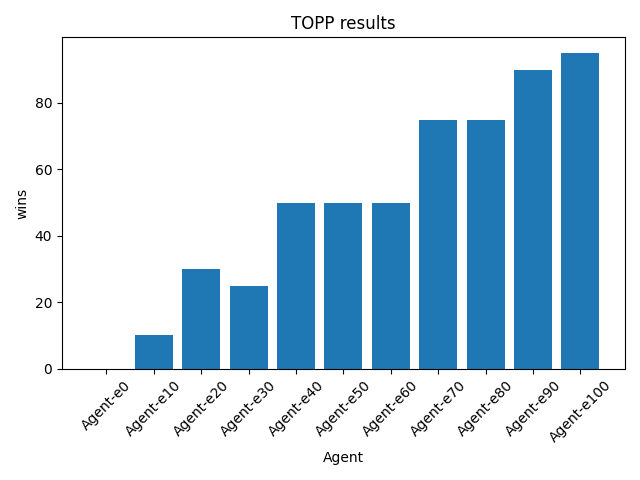 TOPP results
wins
80
60
40
20
0
Agent-e0
Agent-e10
Agent-e20
Agent-e30
Agent-e40
Agent-e50
Agent-e60
Agent-e70
Agent-e80
Agent-e90
Agent-e100
Agent